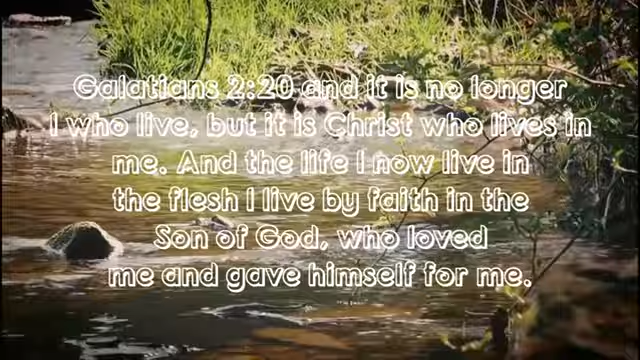 Galatians 2:20 and it is no longer
I who live, but it is Christ who lives in
me. And the life I now live in
the flesh I live by faith in the
Son of God, who loved
me and gave himself for me.